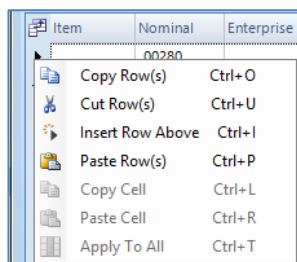 Item Nominal Enterprise
00280
Copy Row(s) Ctrl+O
Cut Row(s) Ctrl+U
Insert Row Above Ctrl+I
Paste Row(s) Ctrl+P
Copy Cell Ctrl+L
Paste Cell Ctrl+R
Apply To All Ctrl+T